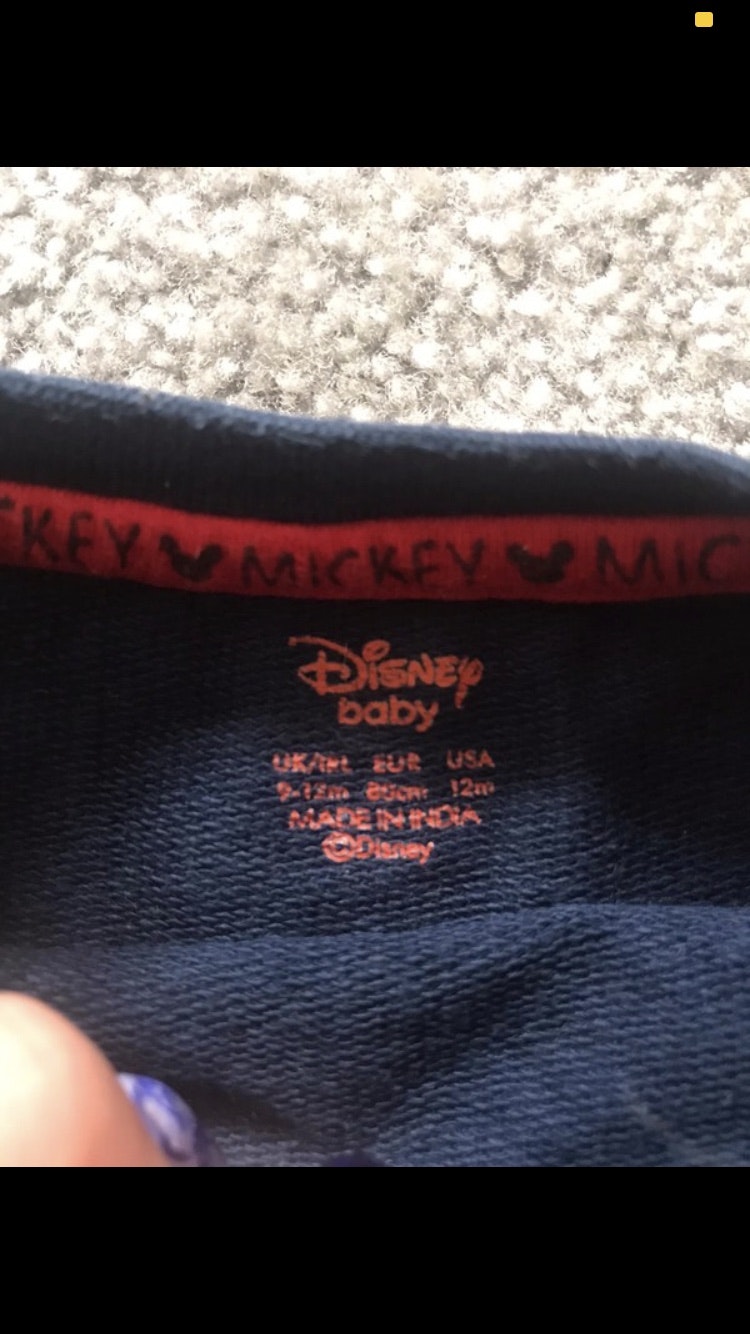 KEY MICKEY MIC
Disney
baby
UK/IRL EUR USA
9-12m 80cm 12m
MADE IN INDIA
©Disney